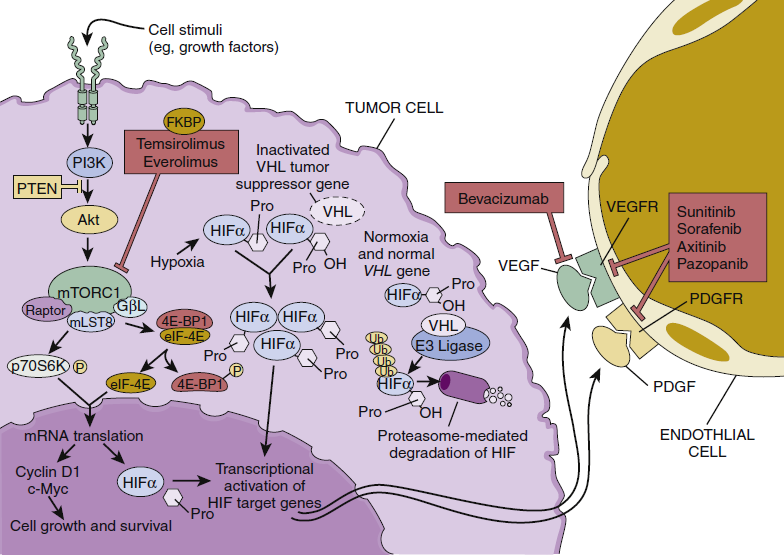 Cell stimuli
(eg, growth factors)
TUMOR CELL
FKBP
Temsirolimus
Everolimus
PI3K
PTEN
Akt
mTORC1
Raptor
mLST8
GβL
4E-BP1
eIF-4E
p70S6K
P
eIF-4E
4E-BP1
P
mRNA translation
Cyclin D1
c-Myc
Cell growth and survival
HIFα
Pro
Inactivated
VHL tumor
suppressor gene
Pro
VHL
HIFα
HIFα
Hypoxia
Pro
OH
HIFα
HIFα
HIFα
Pro
Pro
Pro
Transcriptional
activation of
HIF target genes
Normoxia
and normal
VHL gene
HIFα
Pro
OH
VHL
E3 Ligase
Ub
Ub
Ub
Ub
HIFα
Pro
OH
Proteasome-mediated
degradation of HIF
Bevacizumab
VEGFR
VEGF
Sunitinib
Sorafenib
Axitinib
Pazopanib
PDGFR
PDGF
ENDOTHLIAL
CELL